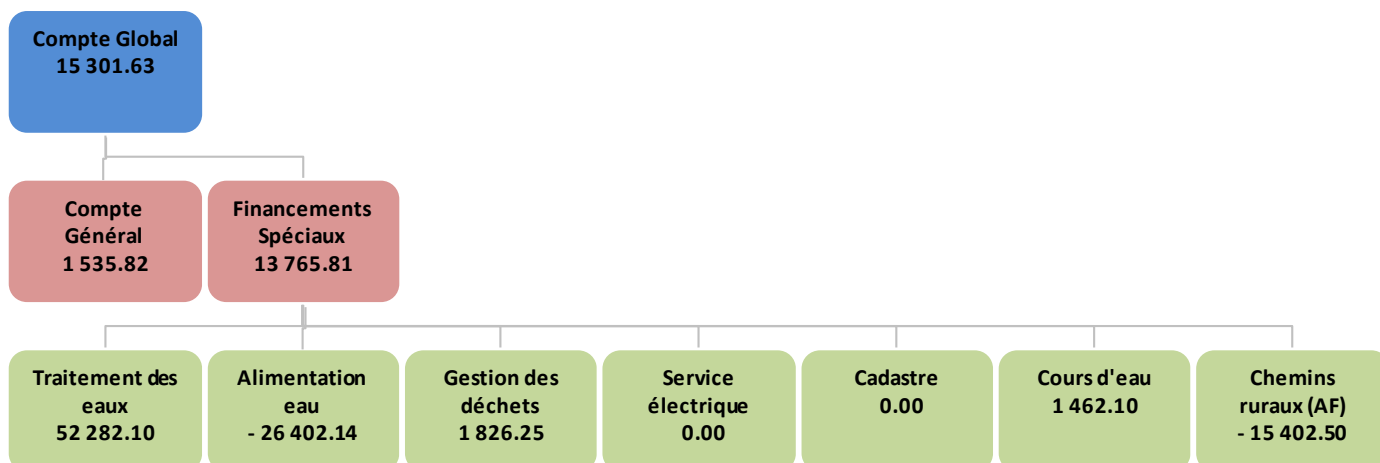 Compte Global
15 301.63
Compte
Général
1 535.82
Financements
Spéciaux
13 765.81
Traitement des
eaux
52 282.10
Alimentation
eau
- 26 402.14
Gestion des
déchets
1 826.25
Service
électrique
0.00
Cadastre
0.00
Cours d'eau
1 462.10
Chemins
ruraux (AF)
- 15 402.50